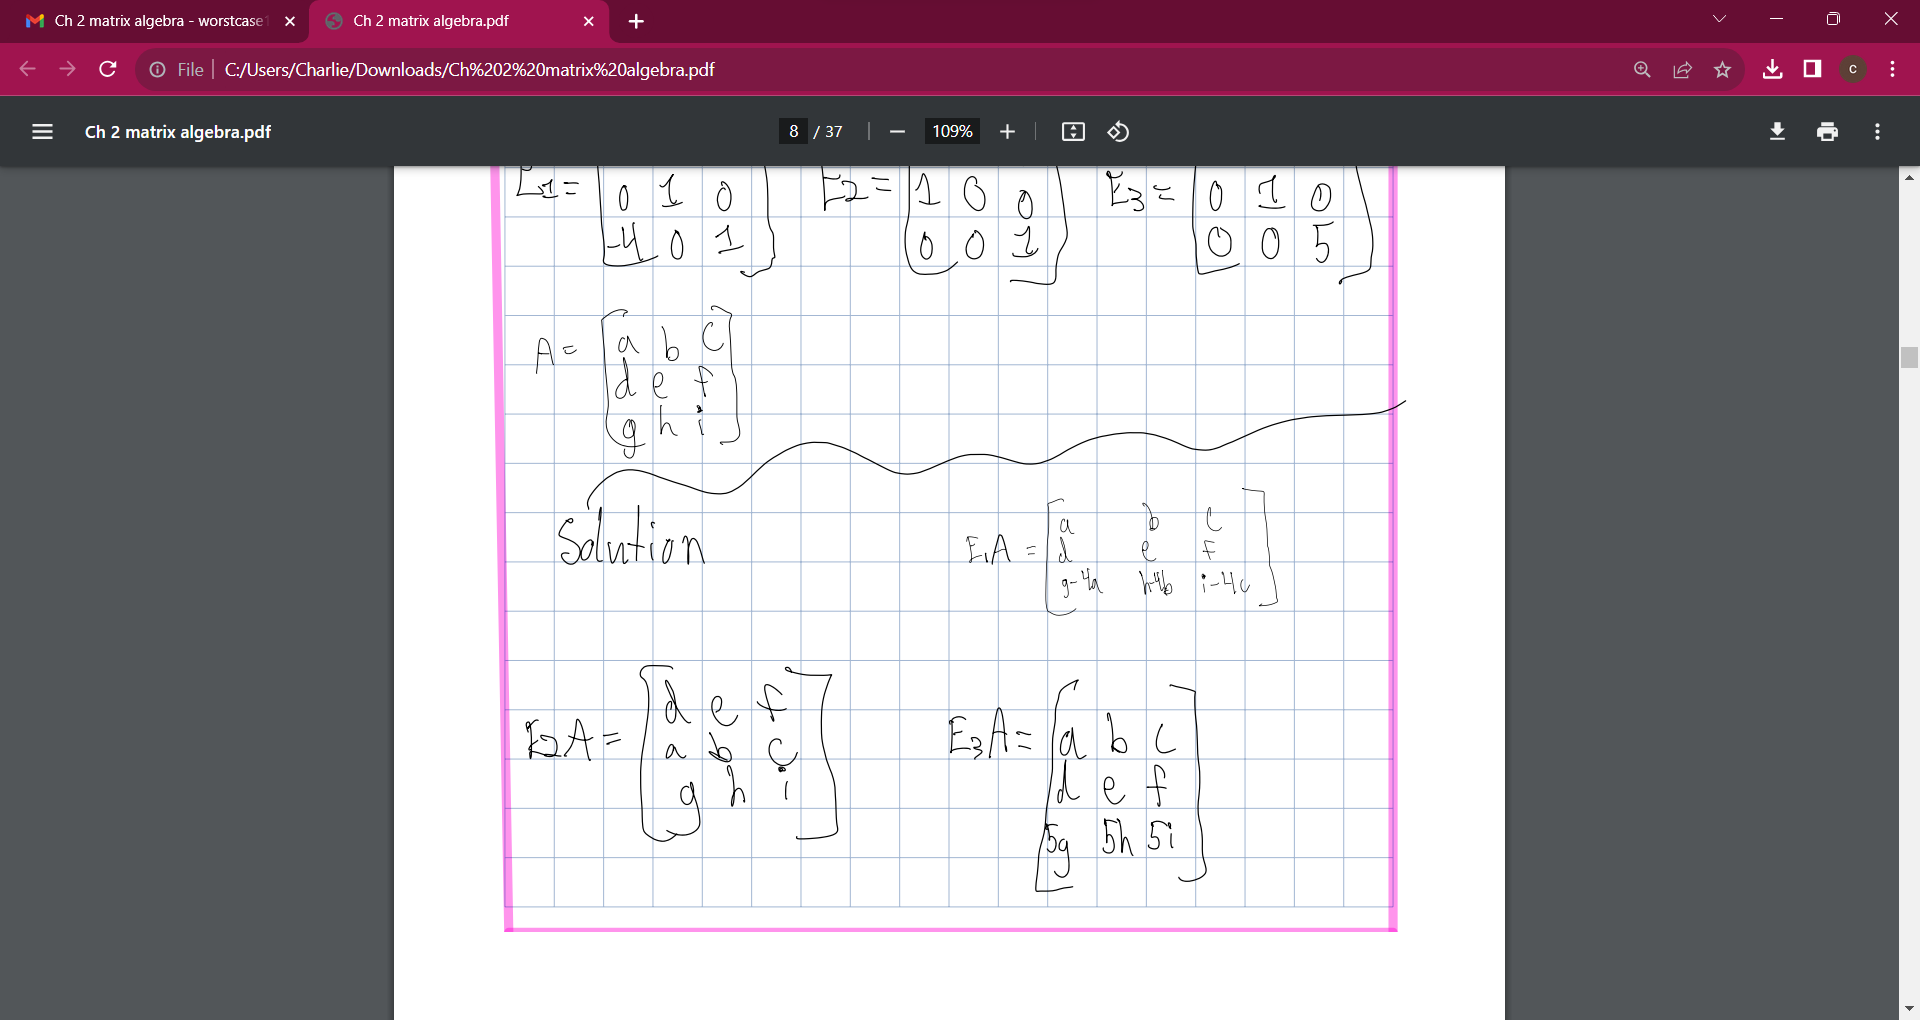 Ch 2 matrix algebra - worstcase1
Ch 2 matrix algebra.pdf
File
C:/Users/Charlie/Downloads/Ch%202%20matrix%20algebra.pdf
C
Ch 2 matrix algebra.pdf
8 / 37
109%
E1= 0 1 0 E2= 1 0 0 E3= 0 1 0
-4 0 1 0 0 1 0 0 5
A= a b c
d e f
g h i
Solution
E1A = a b c
d e f
g-4a h-4b i-4c
E2A = d e f
a b c
g h i
E3A = a b c
d e f
5g 5h 5i